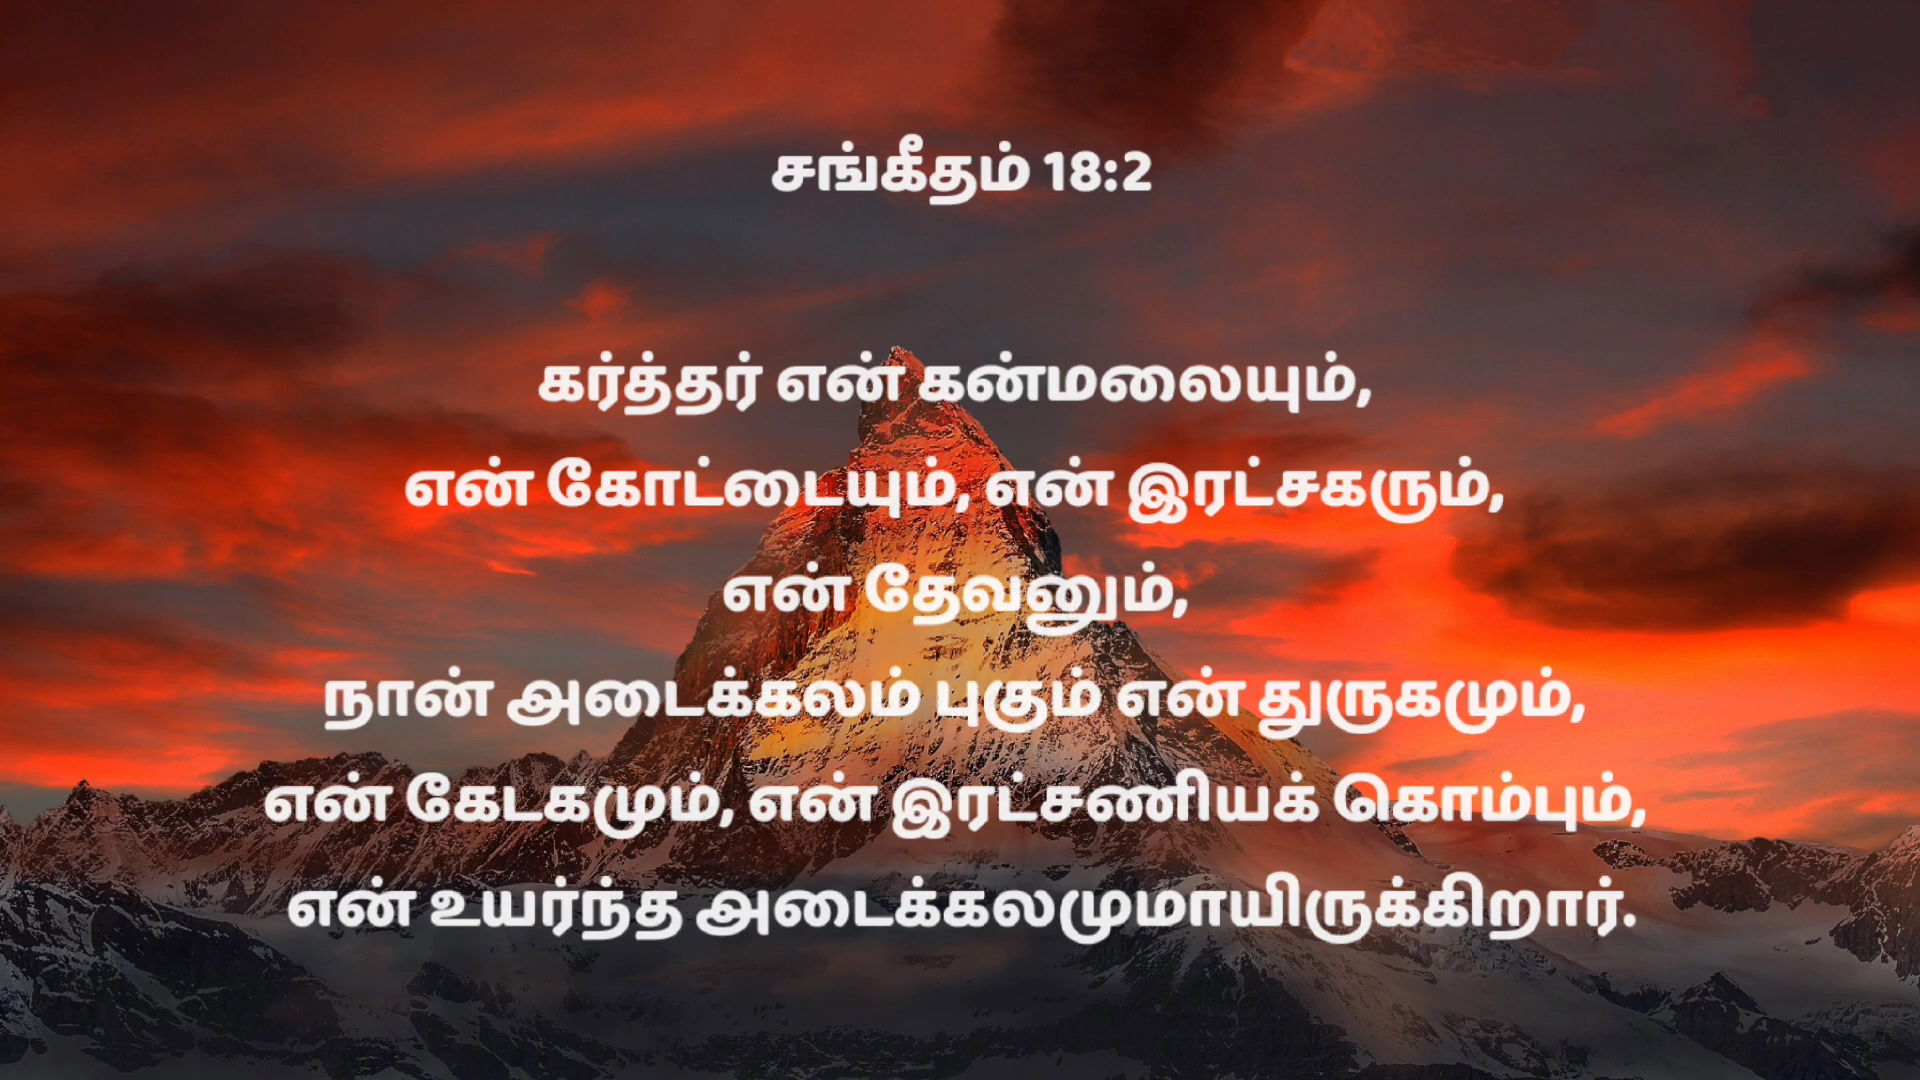 சங்கீதம் 18:2
கர்த்தர் என் கன்மலையும்,
என் கோட்டையும், என் இரட்சகரும்,
என் தேவனும்,
நான் அடைக்கலம் புகும் என் துருகமும்,
என் கேடகமும், என் இரட்சணியக் கொம்பும்,
என் உயர்ந்த அடைக்கலமுமாயிருக்கிறார்.